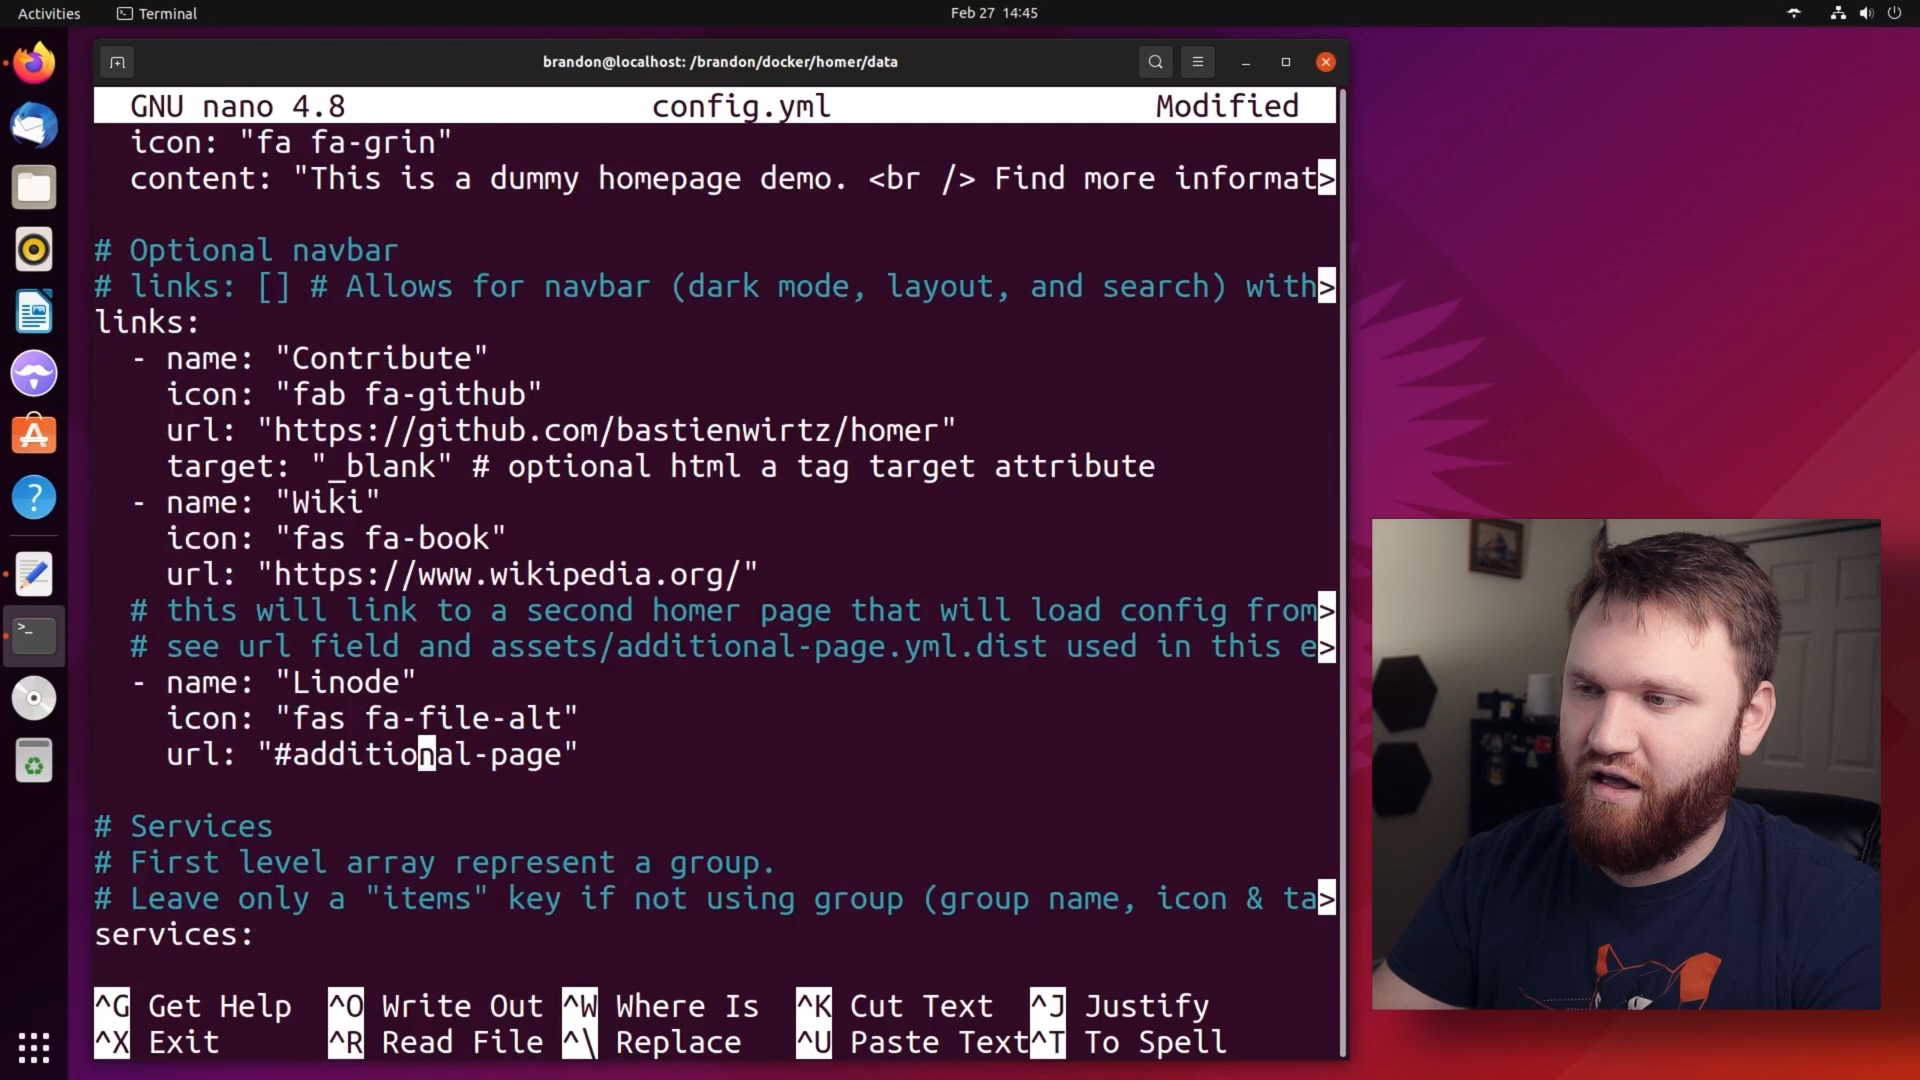 Activities
Terminal
Feb 27 14:45
brandon@localhost: /brandon/docker/homer/data
GNU nano 4.8 config.yml Modified
icon: "fa fa-grin"
content: "This is a dummy homepage demo. <br /> Find more informat>
# Optional navbar
# links: [] # Allows for navbar (dark mode, layout, and search) with>
links:
- name: "Contribute"
icon: "fab fa-github"
url: "https://github.com/bastienwirtz/homer"
target: "_blank" # optional html a tag target attribute
- name: "Wiki"
icon: "fas fa-book"
url: "https://www.wikipedia.org/"
# this will link to a second homer page that will load config from>
# see url field and assets/additional-page.yml.dist used in this e>
- name: "Linode"
icon: "fas fa-file-alt"
url: "#additional-page"
# Services
# First level array represent a group.
# Leave only a "items" key if not using group (group name, icon & ta>
services:
^G Get Help ^O Write Out ^W Where Is ^K Cut Text ^J Justify
^X Exit ^R Read File ^\ Replace ^U Paste Text ^T To Spell